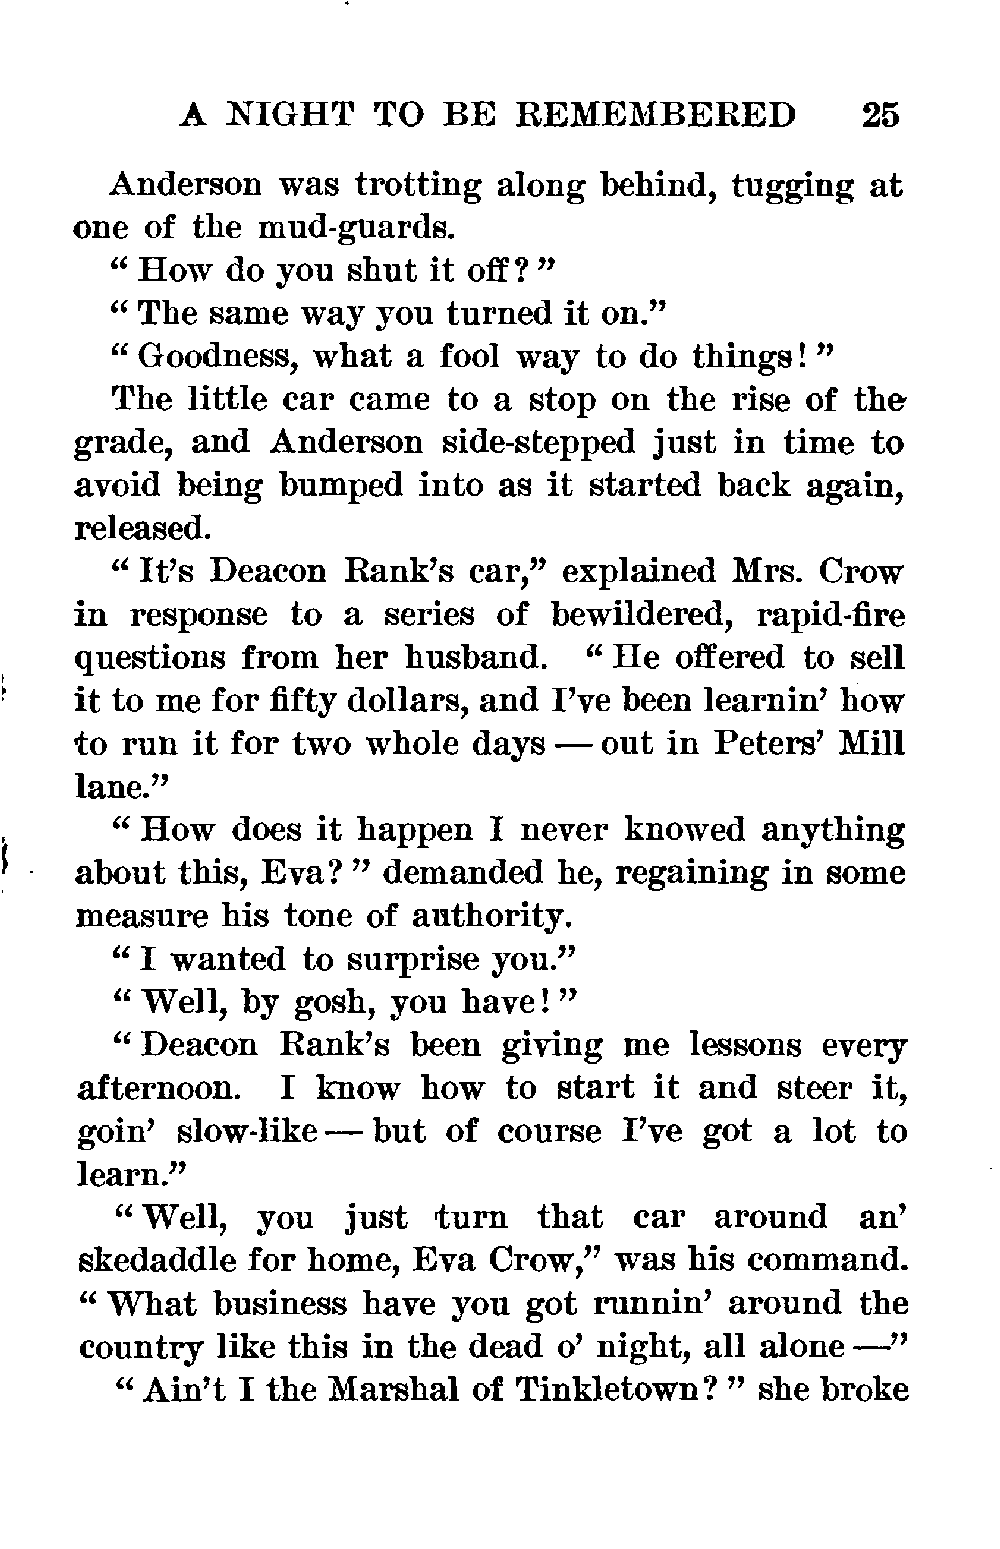 A NIGHT TO BE REMEMBERED 25
Anderson was trotting along behind, tugging at
one of the mud-guards.
“ How do you shut it off? ”
“ The same way you turned it on.”
“ Goodness, what a fool way to do things! ”
The little car came to a stop on the rise of the
grade, and Anderson side-stepped just in time to
avoid being bumped into as it started back again,
released.
“ It’s Deacon Rank’s car,” explained Mrs. Crow
in response to a series of bewildered, rapid-fire
questions from her husband. “ He offered to sell
it to me for fifty dollars, and I’ve been learnin’ how
to run it for two whole days — out in Peters’ Mill
lane.”
“ How does it happen I never knowed anything
about this, Eva? ” demanded he, regaining in some
measure his tone of authority.
“ I wanted to surprise you.”
“ Well, by gosh, you have! ”
“ Deacon Rank’s been giving me lessons every
afternoon. I know how to start it and steer it,
goin’ slow-like — but of course I’ve got a lot to
learn.”
“ Well, you just turn that car around an’
skedaddle for home, Eva Crow,” was his command.
“ What business have you got runnin’ around the
country like this in the dead o’ night, all alone —”
“ Ain’t I the Marshal of Tinkletown? ” she broke